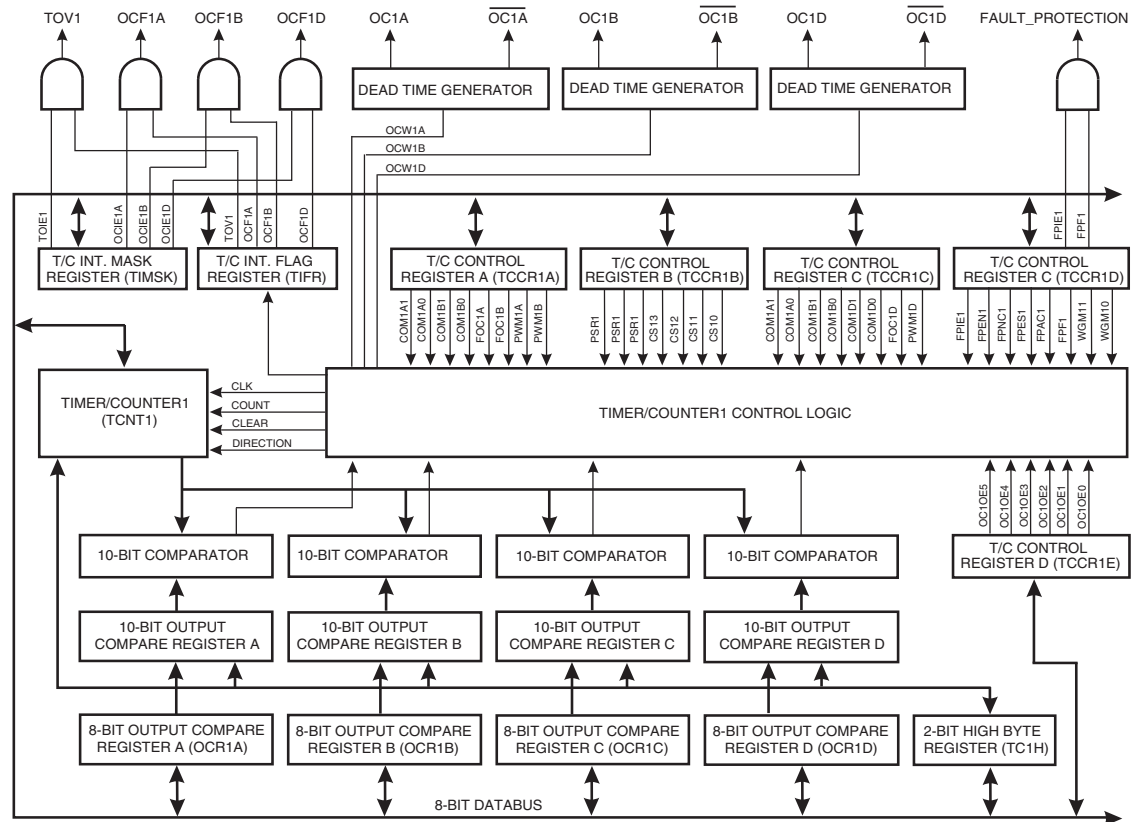 TOV1 OCF1A OCF1B OCF1D OC1A OC1A OC1B OC1B OC1D OC1D FAULT_PROTECTION
DEAD TIME GENERATOR DEAD TIME GENERATOR DEAD TIME GENERATOR
OCW1A
OCW1B
OCW1D
TOIE1 OCIE1A OCIE1B OCIE1D TOV1 OCF1A OCF1B OCF1D FPIE1 FPF1
T/C INT. MASK
REGISTER (TIMSK)
T/C INT. FLAG
REGISTER (TIFR)
T/C CONTROL
REGISTER A (TCCR1A)
T/C CONTROL
REGISTER B (TCCR1B)
T/C CONTROL
REGISTER C (TCCR1C)
T/C CONTROL
REGISTER C (TCCR1D)
COM1A1 COM1A0 COM1B1 COM1B0 FOC1A FOC1B PWM1A PWM1B
PSR1 PSR1 PSR1 CS13 CS12 CS11 CS10
COM1A1 COM1A0 COM1B1 COM1B0 COM1D1 COM1D0 FOC1D PWM1D
FPIE1 FPEN1 FPNC1 FPES1 FPAC1 FPF1 WGM11 WGM10
TIMER/COUNTER1
(TCNT1)
CLK
COUNT
CLEAR
DIRECTION
TIMER/COUNTER1 CONTROL LOGIC
OC1OE5 OC1OE4 OC1OE3 OC1OE2 OC1OE1 OC1OE0
10-BIT COMPARATOR 10-BIT COMPARATOR 10-BIT COMPARATOR 10-BIT COMPARATOR
T/C CONTROL
REGISTER D (TCCR1E)
10-BIT OUTPUT
COMPARE REGISTER A
10-BIT OUTPUT
COMPARE REGISTER B
10-BIT OUTPUT
COMPARE REGISTER C
10-BIT OUTPUT
COMPARE REGISTER D
8-BIT OUTPUT COMPARE
REGISTER A (OCR1A)
8-BIT OUTPUT COMPARE
REGISTER B (OCR1B)
8-BIT OUTPUT COMPARE
REGISTER C (OCR1C)
8-BIT OUTPUT COMPARE
REGISTER D (OCR1D)
2-BIT HIGH BYTE
REGISTER (TC1H)
8-BIT DATABUS